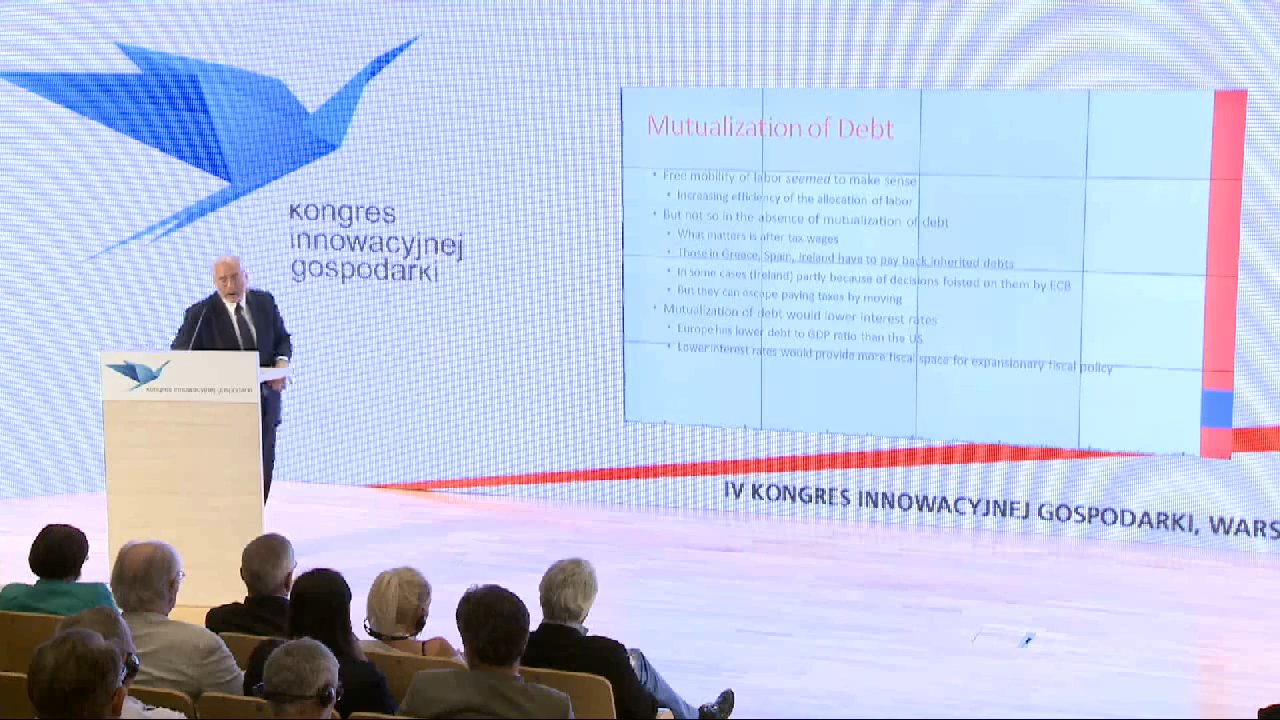 kongres
innowacyjnej
gospodarki
kongres innowacyjnej gospodarki
Mutualization of Debt
• Free mobility of labor seemed to make sense
• Increasing efficiency of the allocation of labor
• But not so in the absence of mutualization of debt
• What matters is after tax wages
• Those in Greece, Spain, Ireland have to pay back inherited debts
• In some cases (Ireland) partly because of decisions foisted on them by ECB
• But they can escape paying taxes by moving
• Mutualization of debt would lower interest rates
• Europe has lower debt to GDP ratio than the US
• Lower interest rates would provide more fiscal space for expansionary fiscal policy
IV KONGRES INNOWACYJNEJ GOSPODARKI, WARS